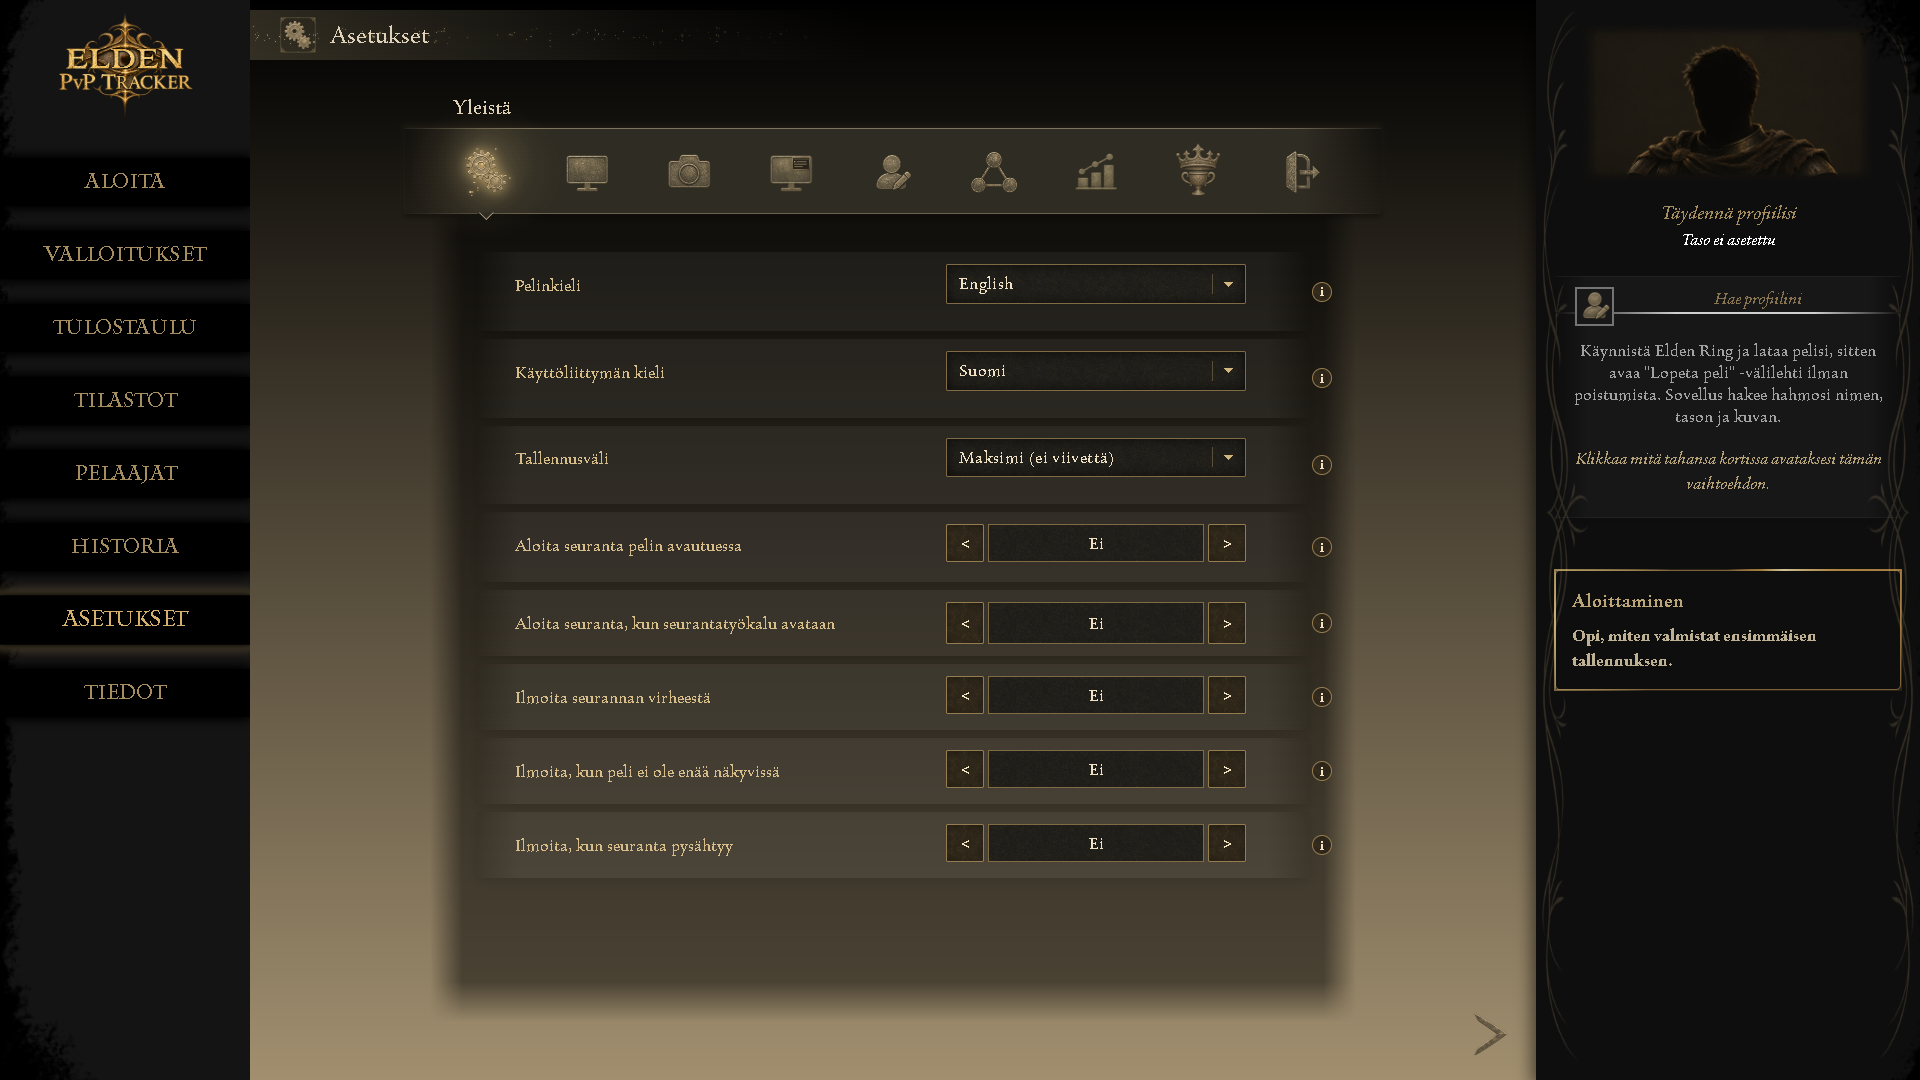 ELDEN
PvP TRACKER
ALOITA
VALLOITUKSET
TULOSTAULU
TILASTOT
PELAAJAT
HISTORIA
ASETUKSET
TIEDOT
Asetukset
Yleistä
Pelinkieli
English
Käyttöliittymän kieli
Suomi
Tallennusväli
Maksimi (ei viivettä)
Aloita seuranta pelin avautuessa
< Ei >
Aloita seuranta, kun seurantatyökalu avataan
< Ei >
Ilmoita seurannan virheestä
< Ei >
Ilmoita, kun peli ei ole enää näkyvissä
< Ei >
Ilmoita, kun seuranta pysähtyy
< Ei >
Täydennä profiilisi
Taso ei asetettu
Hae profiilini
Käynnistä Elden Ring ja lataa pelisi, sitten
avaa "Lopeta peli" -välilehti ilman
poistumista. Sovellus hakee hahmosi nimen,
tason ja kuvan.
Klikkaa mitä tahansa kortissa avataksesi tämän
vaihtoehdon.
Aloittaminen
Opi, miten valmistat ensimmäisen
tallennuksen.